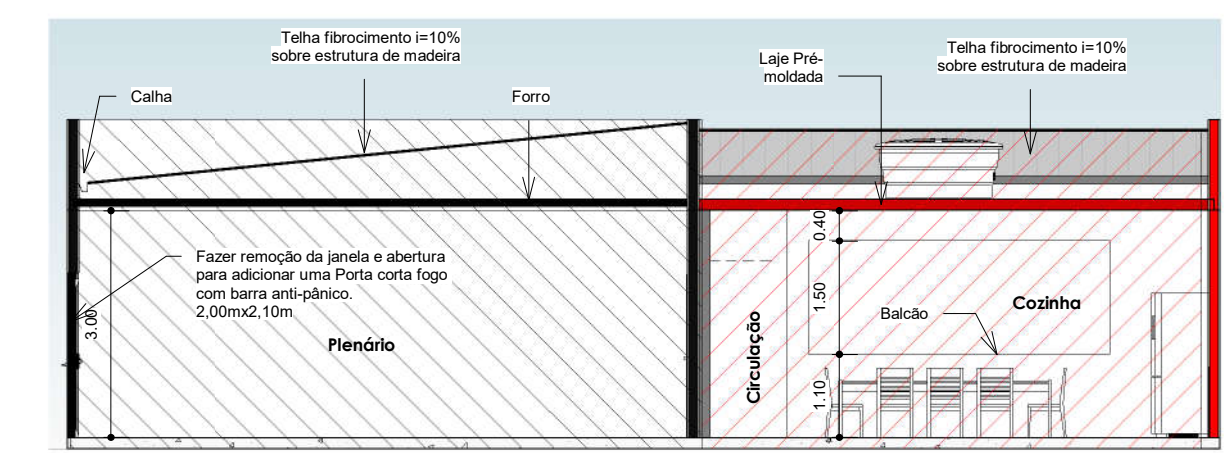 Telha fibrocimento i=10%
sobre estrutura de madeira
Calha
Forro
Laje Pré-
moldada
Telha fibrocimento i=10%
sobre estrutura de madeira
Fazer remoção da janela e abertura
para adicionar uma Porta corta fogo
com barra anti-pânico.
2,00mx2,10m
3.00
Plenário
Circulação
0.40
1.50
1.10
Balcão
Cozinha